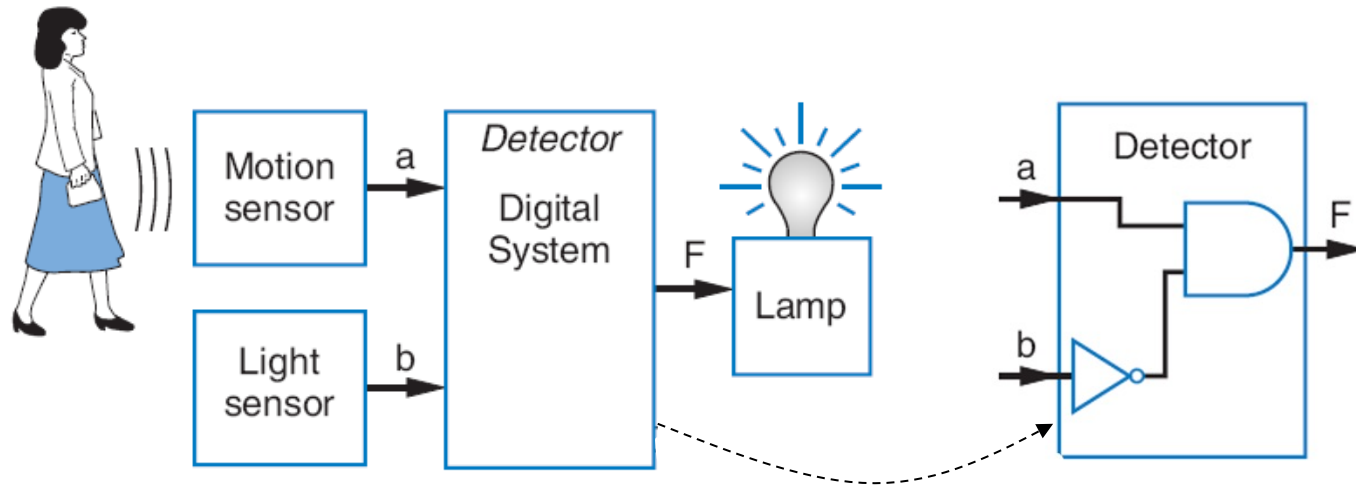 Motion
sensor
a
Detector
Digital
System
F
Lamp
Light
sensor
b
Detector
a
b
F